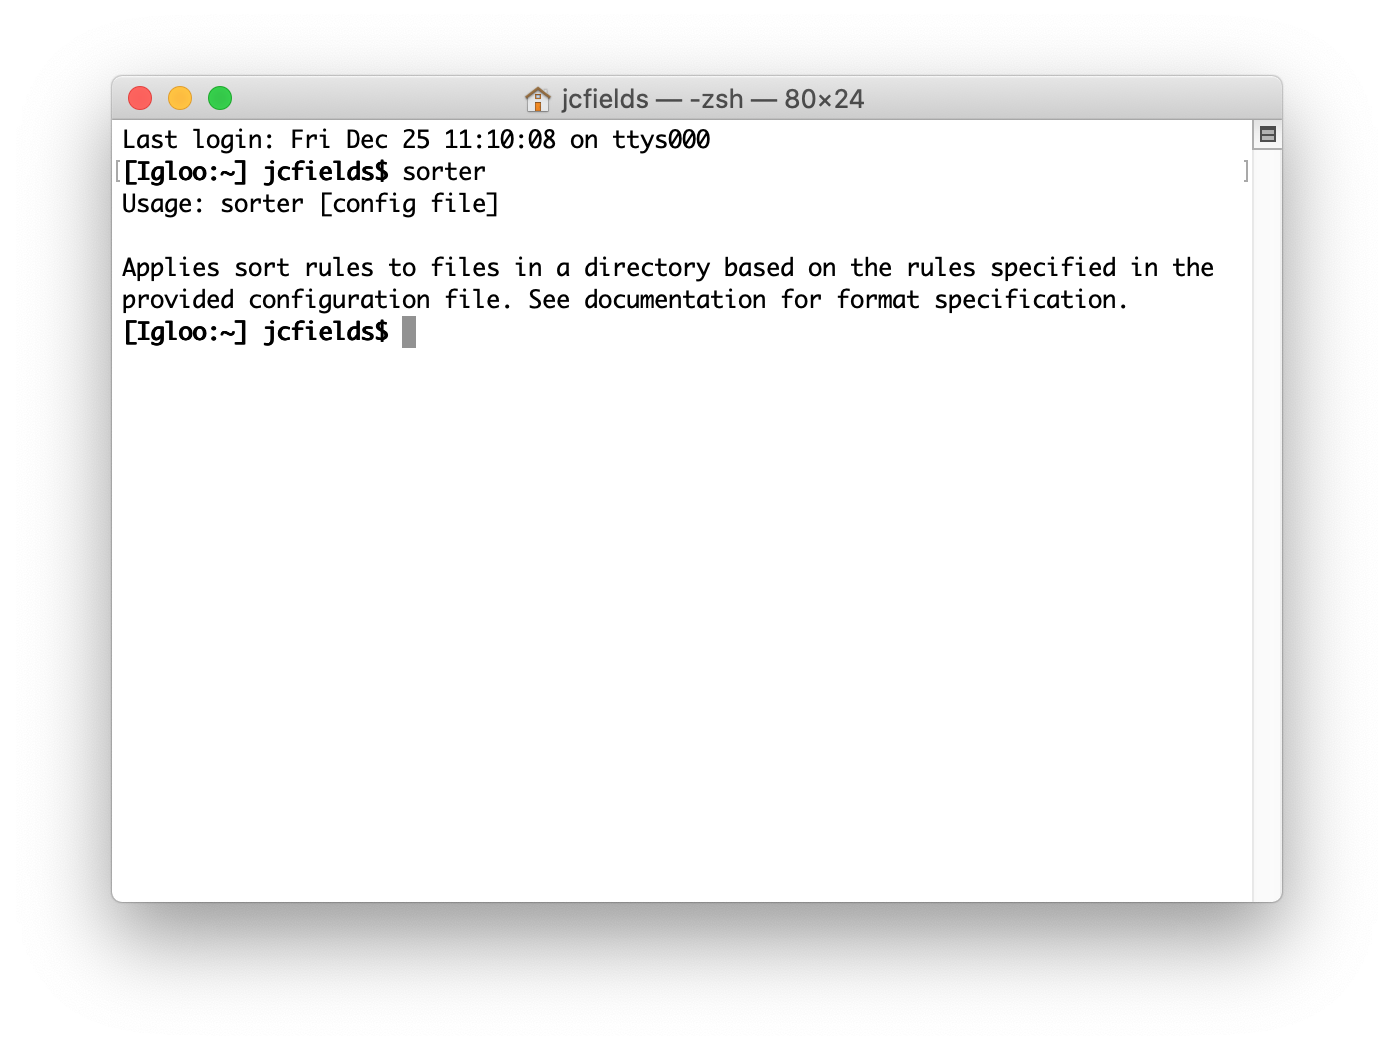 jcfields — -zsh — 80×24
Last login: Fri Dec 25 11:10:08 on ttys000
[Igloo:~] jcfields$ sorter
Usage: sorter [config file]
Applies sort rules to files in a directory based on the rules specified in the
provided configuration file. See documentation for format specification.
[Igloo:~] jcfields$